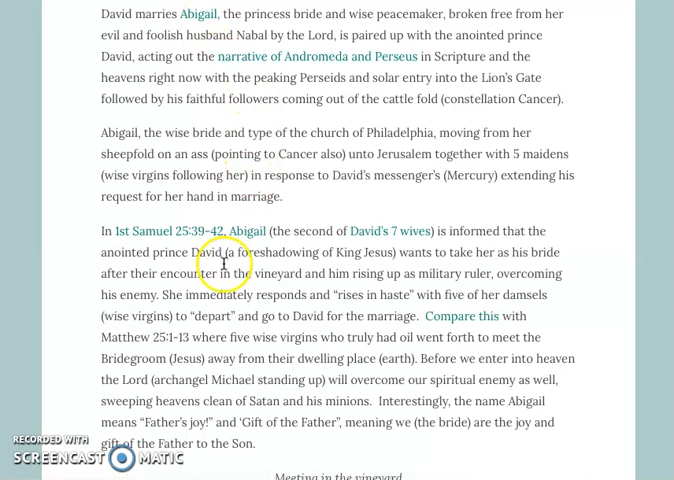 David marries Abigail, the princess bride and wise peacemaker, broken free from her
evil and foolish husband Nabal by the Lord, is paired up with the anointed prince
David, acting out the narrative of Andromeda and Perseus in Scripture and the
heavens right now with the peaking Perseids and solar entry into the Lion's Gate
followed by his faithful followers coming out of the cattle fold (constellation Cancer).
Abigail, the wise bride and type of the church of Philadelphia, moving from her
sheepfold on an ass (pointing to Cancer also) unto Jerusalem together with 5 maidens
(wise virgins following her) in response to David's messenger's (Mercury) extending his
request for her hand in marriage.
In 1st Samuel 25:39-42, Abigail (the second of David's 7 wives) is informed that the
anointed prince David (a foreshadowing of King Jesus) wants to take her as his bride
after their encounter in the vineyard and him rising up as military ruler, overcoming
his enemy. She immediately responds and “rises in haste” with five of her damsels
(wise virgins) to “depart” and go to David for the marriage. Compare this with
Matthew 25:1-13 where five wise virgins who truly had oil went forth to meet the
Bridegroom (Jesus) away from their dwelling place (earth). Before we enter into heaven
the Lord (archangel Michael standing up) will overcome our spiritual enemy as well,
sweeping heavens clean of Satan and his minions. Interestingly, the name Abigail
means “Father's joy!” and ‘Gift of the Father”, meaning we (the bride) are the joy and
gift of the Father to the Son.
Meeting in the vineyard
RECORDED WITH
SCREENCAST MATIC